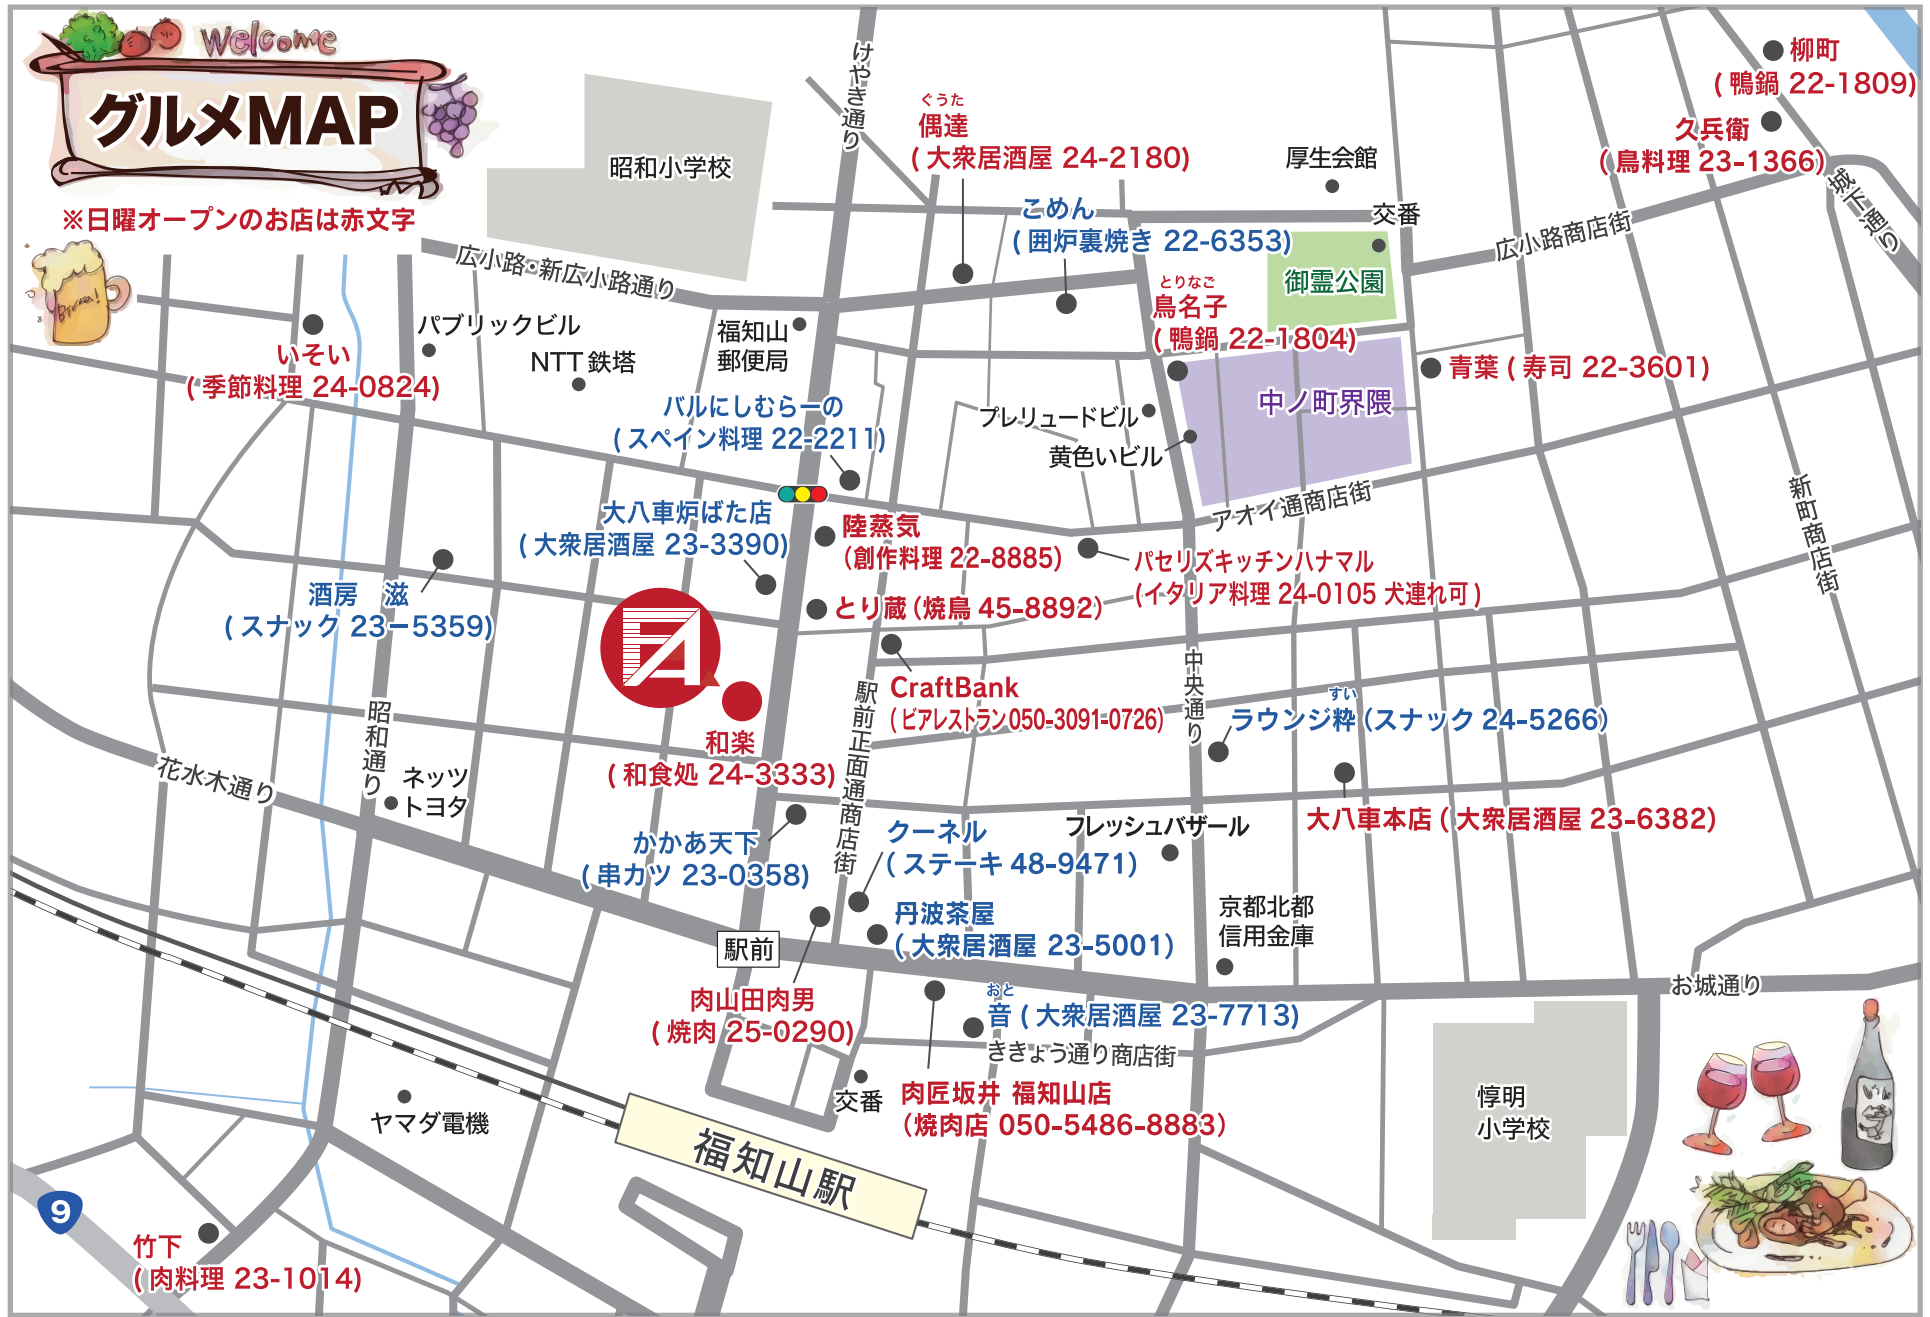 Welcome
グルメMAP
※日曜オープンのお店は赤文字
Birra!
昭和小学校
けやき通り
ぐうた
偶達
(大衆居酒屋 24-2180)
こめん
(囲炉裏焼き 22-6353)
厚生会館
交番
柳町
(鴨鍋 22-1809)
久兵衛
(鳥料理 23-1366)
城下通り
広小路商店街
御霊公園
広小路・新広小路通り
とりなご
鳥名子
(鴨鍋 22-1804)
いそい
(季節料理 24-0824)
パブリックビル
NTT鉄塔
福知山
郵便局
青葉(寿司 22-3601)
中ノ町界隈
プレリュードビル
黄色いビル
バルにしむらーの
(スペイン料理 22-2211)
アオイ通商店街
新町商店街
大八車炉ばた店
(大衆居酒屋 23-3390)
陸蒸気
(創作料理 22-8885)
パセリズキッチンハナマル
(イタリア料理 24-0105 犬連れ可)
酒房 滋
(スナック 23-5359)
とり蔵(焼鳥 45-8892)
FA
CraftBank
(ビアレストラン050-3091-0726)
中央通り
すい
ラウンジ粋(スナック 24-5266)
和楽
(和食処 24-3333)
駅前正面通商店街
昭和通り
花水木通り
ネッツ
トヨタ
かかあ天下
(串カツ 23-0358)
クーネル
(ステーキ 48-9471)
フレッシュバザール
大八車本店(大衆居酒屋 23-6382)
丹波茶屋
(大衆居酒屋 23-5001)
京都北都
信用金庫
駅前
お城通り
肉山田肉男
(焼肉 25-0290)
おと
音(大衆居酒屋 23-7713)
ききょう通り商店街
交番
肉匠坂井 福知山店
(焼肉店 050-5486-8883)
ヤマダ電機
福知山駅
惇明
小学校
9
竹下
(肉料理 23-1014)